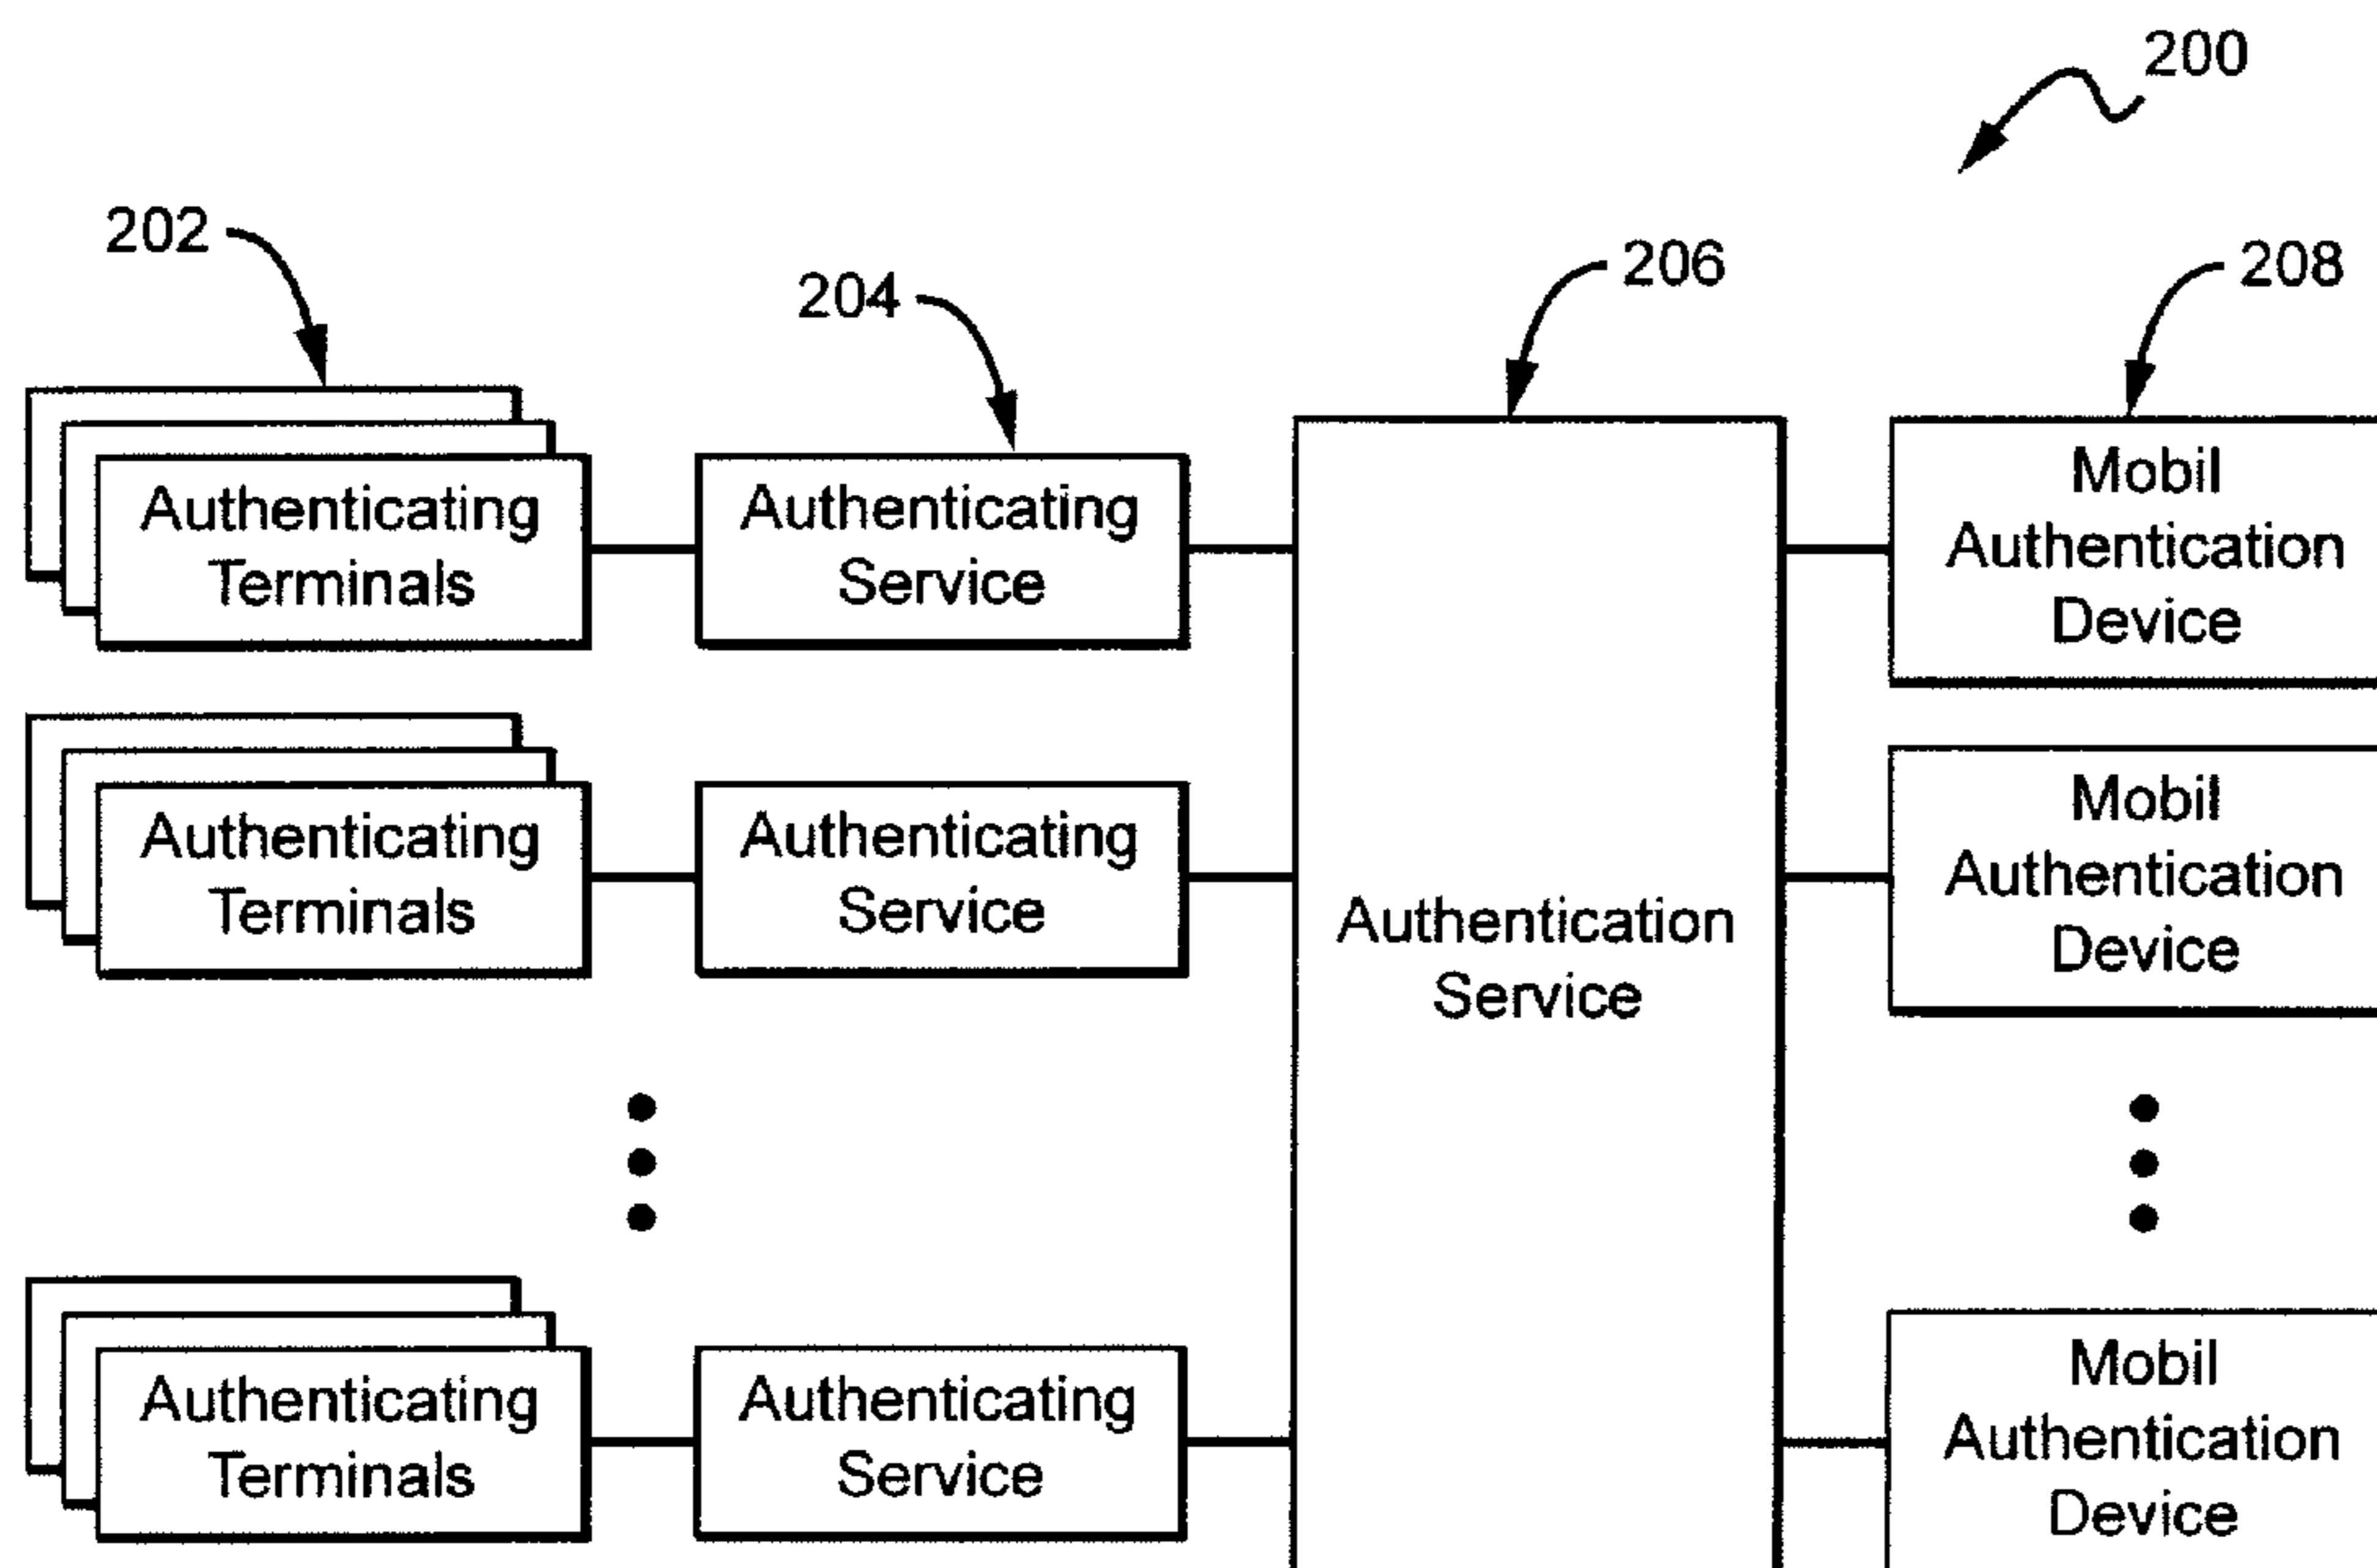 200
202
204
206
208
Authenticating
Terminals
Authenticating
Service
Mobil
Authentication
Device
Authenticating
Terminals
Authenticating
Service
Authentication
Service
Mobil
Authentication
Device
Authenticating
Terminals
Authenticating
Service
Mobil
Authentication
Device